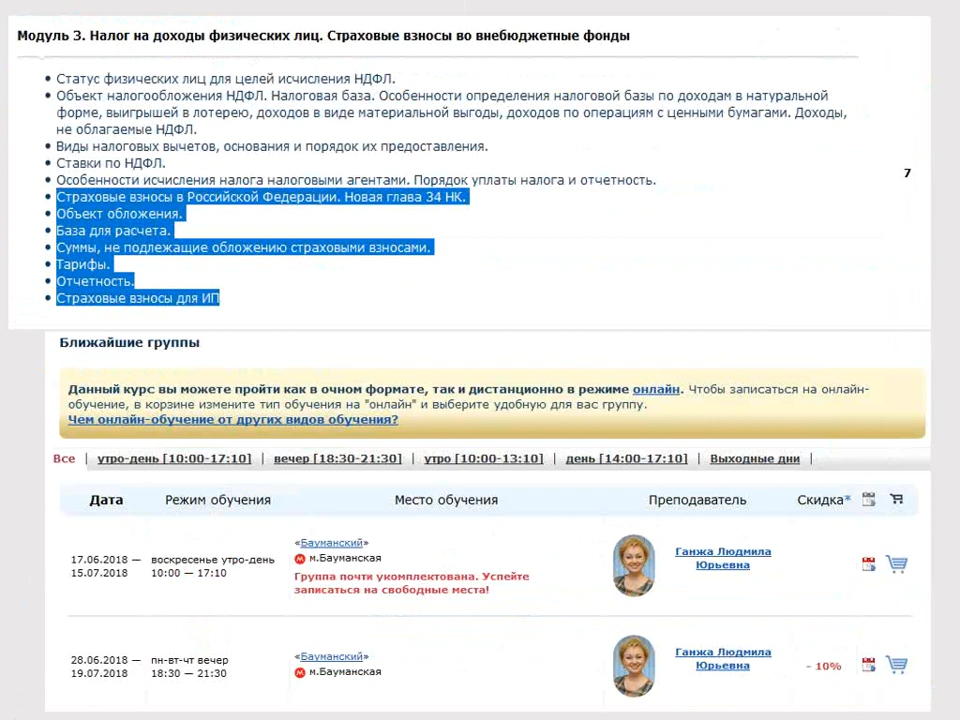 Модуль 3. Налог на доходы физических лиц. Страховые взносы во внебюджетные фонды
• Статус физических лиц для целей исчисления НДФЛ.
• Объект налогообложения НДФЛ. Налоговая база. Особенности определения налоговой базы по доходам в натуральной
форме, выигрышей в лотерею, доходов в виде материальной выгоды, доходов по операциям с ценными бумагами. Доходы,
не облагаемые НДФЛ.
• Виды налоговых вычетов, основания и порядок их предоставления.
• Ставки по НДФЛ.
• Особенности исчисления налога налоговыми агентами. Порядок уплаты налога и отчетность.
7
• Страховые взносы в Российской Федерации. Новая глава 34 НК.
• Объект обложения.
• База для расчета.
• Суммы, не подлежащие обложению страховыми взносами.
• Тарифы.
• Отчетность.
• Страховые взносы для ИП
Ближайшие группы
Данный курс вы можете пройти как в очном формате, так и дистанционно в режиме онлайн. Чтобы записаться на онлайн-
обучение, в корзине измените тип обучения на "онлайн" и выберите удобную для вас группу.
Чем онлайн-обучение от других видов обучения?
Все | утро-день [10:00-17:10] | вечер [18:30-21:30] | утро [10:00-13:10] | день [14:00-17:10] | Выходные дни |
Дата Режим обучения Место обучения Преподаватель Скидка*
17.06.2018 — воскресенье утро-день «Бауманский» Ганжа Людмила
15.07.2018 10:00 — 17:10 м.Бауманская Юрьевна
Группа почти укомплектована. Успейте
записаться на свободные места!
28.06.2018 — пн-вт-чт вечер «Бауманский» Ганжа Людмила
19.07.2018 18:30 — 21:30 м.Бауманская Юрьевна - 10%